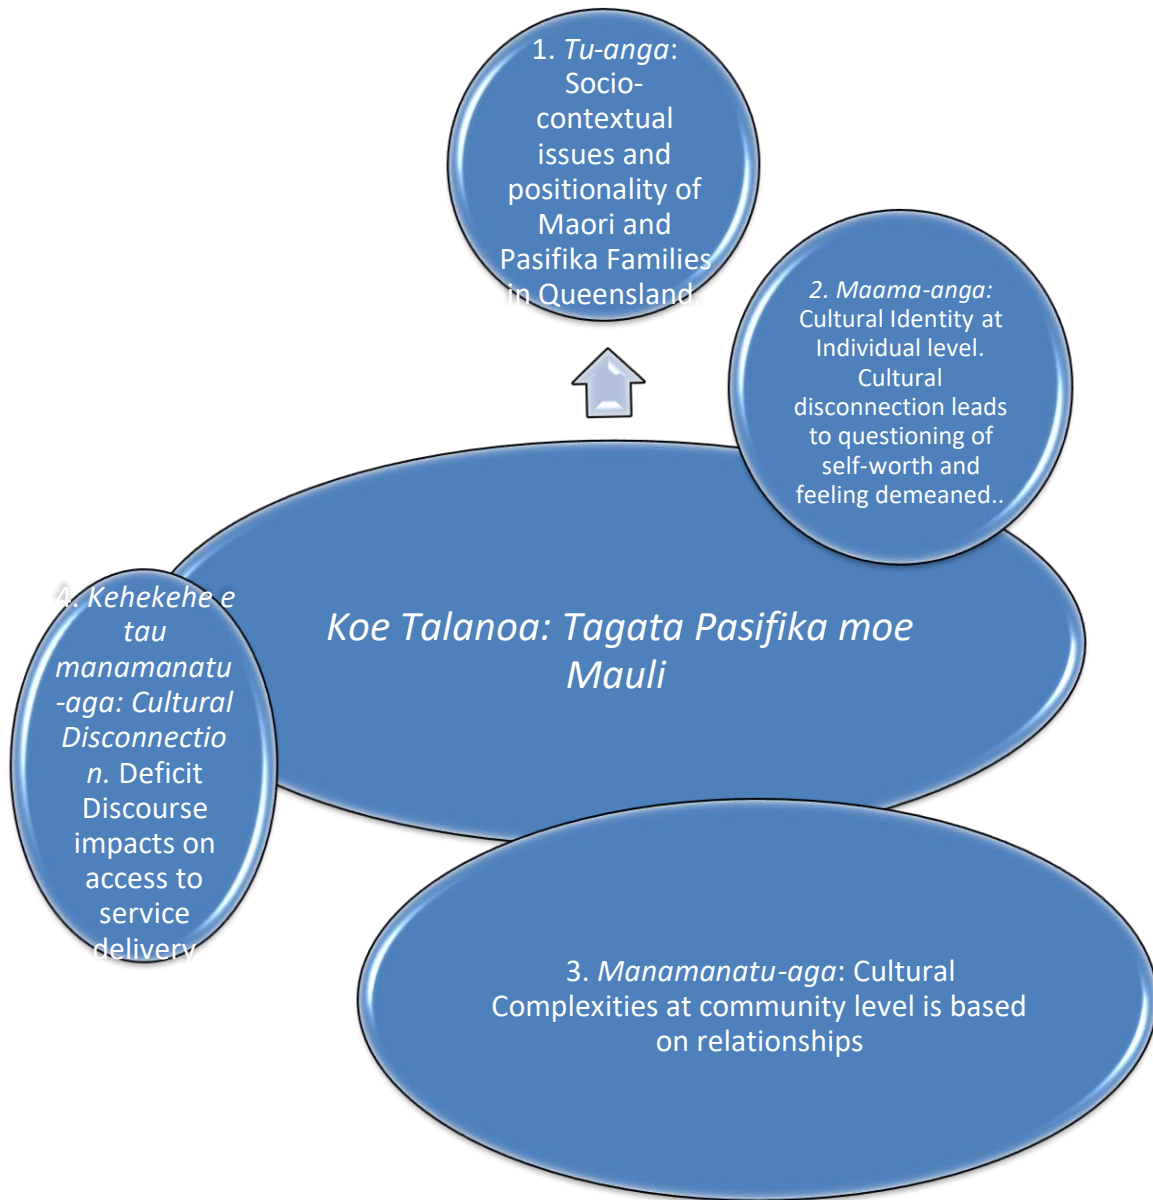 1. Tu-anga:
Socio-
contextual
issues and
positionality of
Maori and
Pasifika Families
in Queensland.
2. Maama-anga:
Cultural Identity at
Individual level.
Cultural
disconnection leads
to questioning of
self-worth and
feeling demeaned..
Koe Talanoa: Tagata Pasifika moe
Mauli
3. Manamanatu-aga: Cultural
Complexities at community level is based
on relationships
4. Kehekehe e
tau
manamanatu
-aga: Cultural
Disconnectio
n. Deficit
Discourse
impacts on
access to
service
delivery